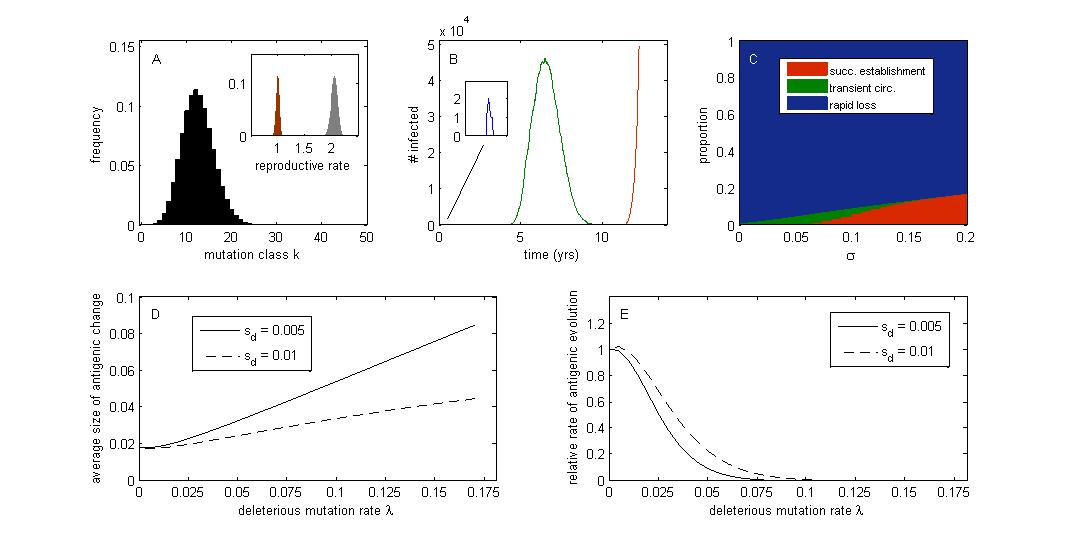 A
0.15
0.1
0.05
0
frequency
0 10 20 30 40 50
mutation class k
0.1
0
1 1.5 2
reproductive rate
x 10^4
B
5
4
3
2
1
0
# infected
0 5 10
time (yrs)
2
1
0
C
1
0.8
0.6
0.4
0.2
0
proportion
0 0.05 0.1 0.15 0.2
σ
succ. establishment
transient circ.
rapid loss
D
0.1
0.08
0.06
0.04
0.02
0
average size of antigenic change
0 0.025 0.05 0.075 0.1 0.125 0.15 0.175
deleterious mutation rate λ
s_d = 0.005
s_d = 0.01
E
1.2
1
0.8
0.6
0.4
0.2
0
relative rate of antigenic evolution
0 0.025 0.05 0.075 0.1 0.125 0.15 0.175
deleterious mutation rate λ
s_d = 0.005
s_d = 0.01